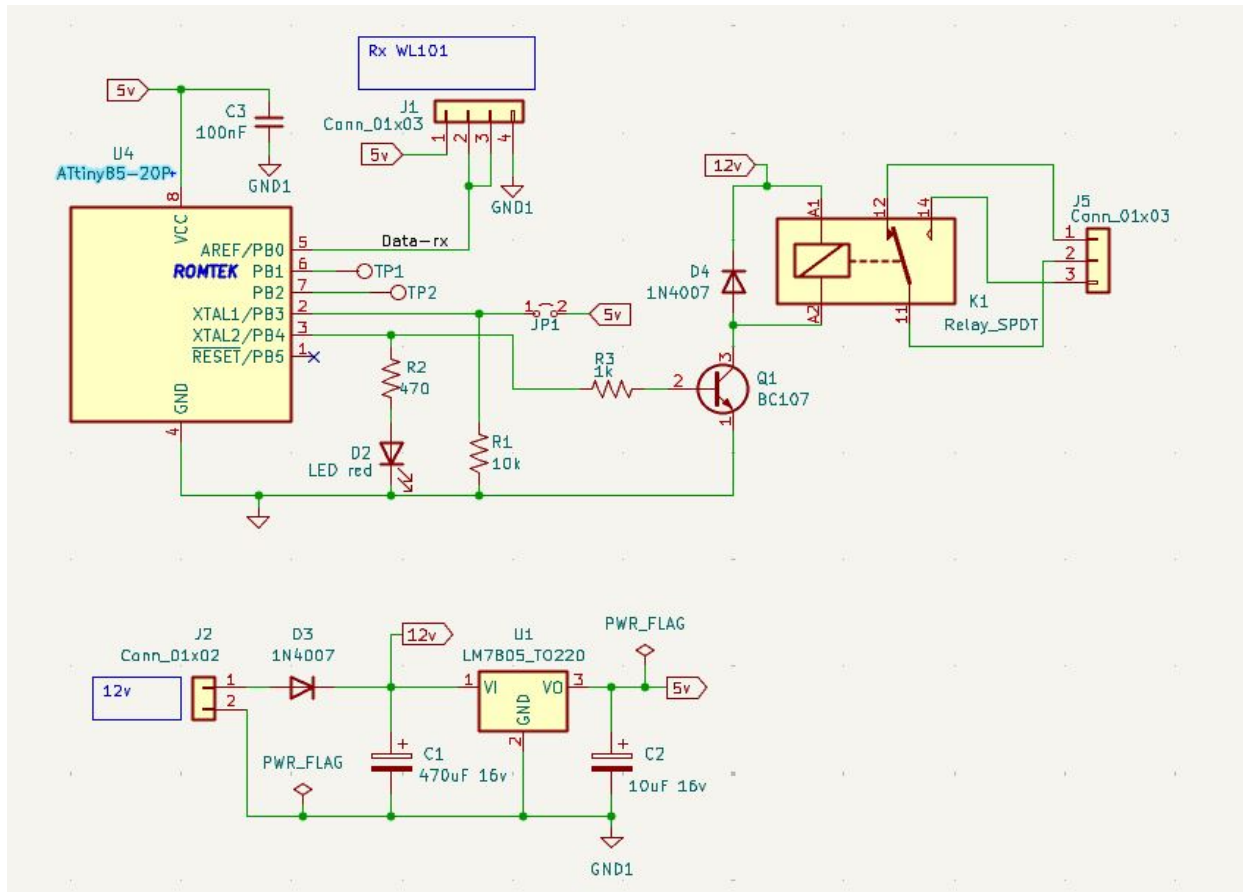 Rx WL101
5v
C3
100nF
GND1
J1
Conn_01x03
1
2
3
4
5v
GND1
U4
ATtiny85-20P
8
VCC
AREF/PB0
5
Data-rx
ROMTEK
PB1
6
TP1
PB2
7
TP2
XTAL1/PB3
2
XTAL2/PB4
3
RESET/PB5
1
GND
4
1
2
JP1
5v
R2
470
D2
LED red
R1
10k
R3
1k
2
3
1
Q1
BC107
12v
D4
1N4007
A1
A2
12
14
11
K1
Relay_SPDT
J5
Conn_01x03
1
2
3
J2
Conn_01x02
12v
1
2
D3
1N4007
12v
U1
LM7805_TO220
1
VI
VO
3
GND
2
PWR_FLAG
5v
PWR_FLAG
+
C1
470uF 16v
+
C2
10uF 16v
GND1